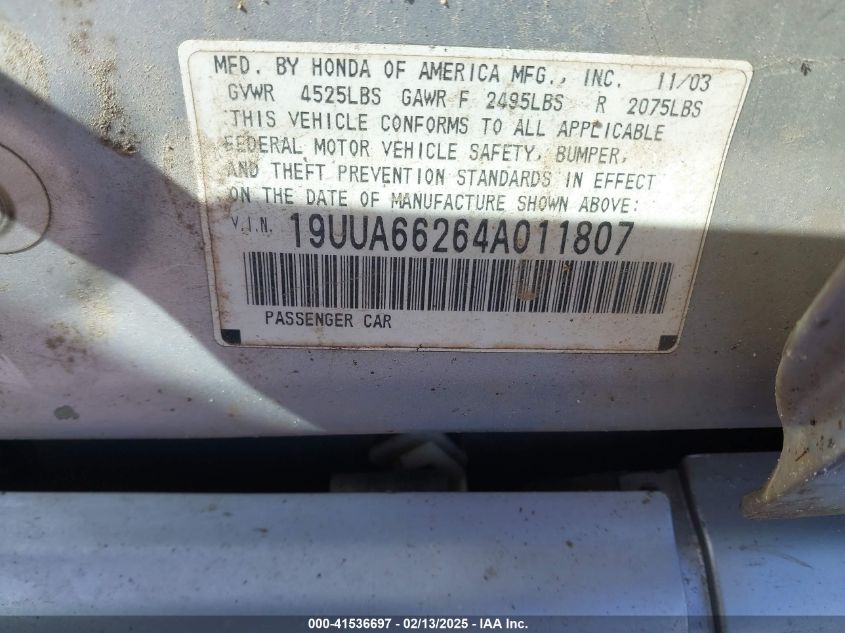 MFD. BY HONDA OF AMERICA MFG., INC. 11/03
GVWR 4525LBS GAWR F 2495LBS R 2075LBS
THIS VEHICLE CONFORMS TO ALL APPLICABLE
FEDERAL MOTOR VEHICLE SAFETY, BUMPER,
AND THEFT PREVENTION STANDARDS IN EFFECT
ON THE DATE OF MANUFACTURE SHOWN ABOVE:
V.I.N. 19UUA66264A011807
PASSENGER CAR
000-41536697 - 02/13/2025 - IAA Inc.